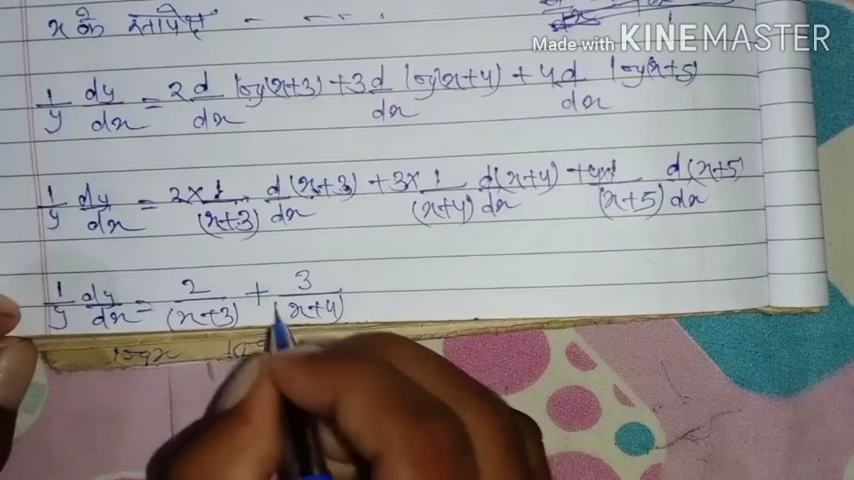 x के सापेक्ष - - - - .
Made with KINEMASTER
1/y dy/dx = 2 d/dx log(x+3) + 3 d/dx log(x+4) + 4 d/dx log(x+5)
1/y dy/dx = 2×1/(x+3) · d(x+3)/dx + 3×1/(x+4) d(x+4)/dx + 4×1/(x+5) d(x+5)/dx
1/y dy/dx = 2/(x+3) + 3/(x+4)
logx